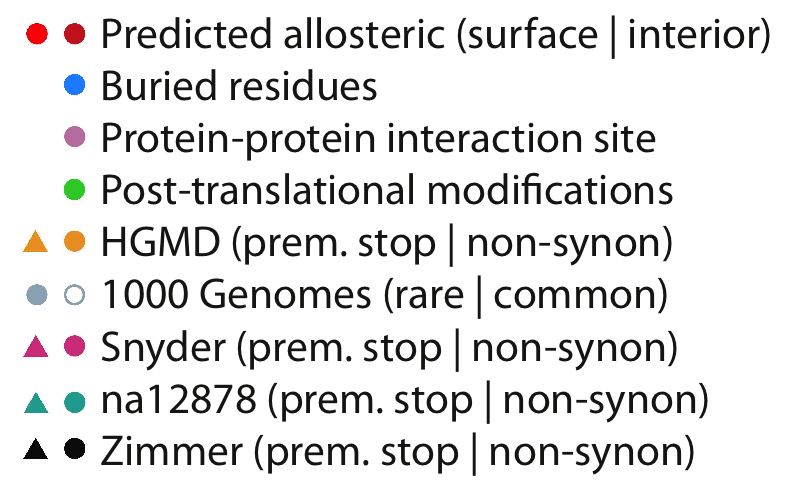 Predicted allosteric (surface | interior)
Buried residues
Protein-protein interaction site
Post-translational modifications
HGMD (prem. stop | non-synon)
1000 Genomes (rare | common)
Snyder (prem. stop | non-synon)
na12878 (prem. stop | non-synon)
Zimmer (prem. stop | non-synon)